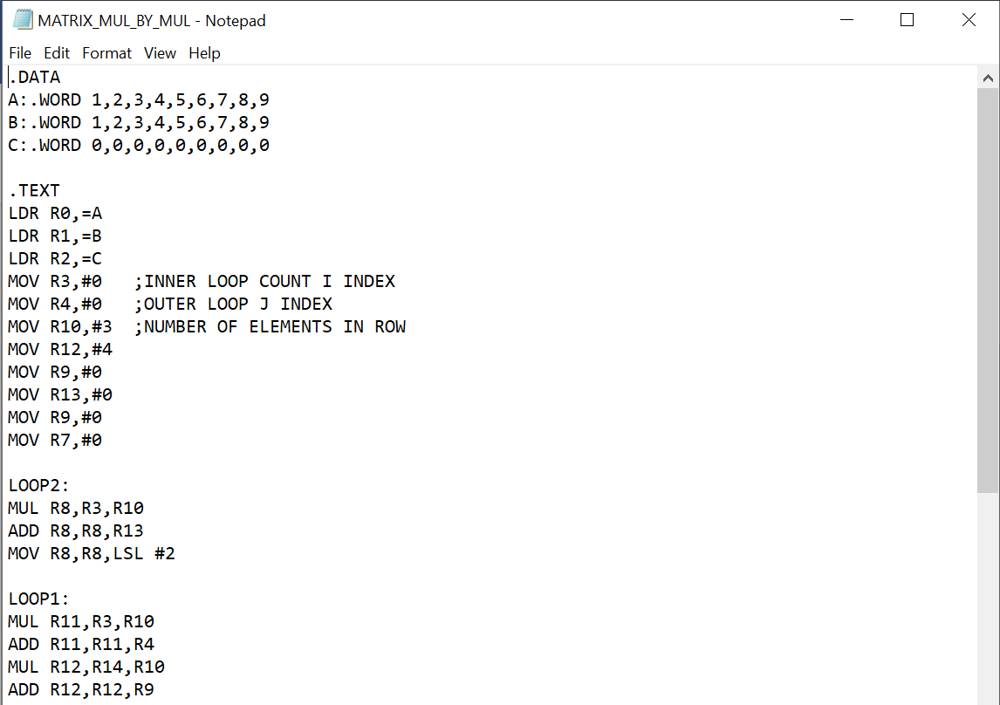 MATRIX_MUL_BY_MUL - Notepad
File Edit Format View Help
.DATA
A:.WORD 1,2,3,4,5,6,7,8,9
B:.WORD 1,2,3,4,5,6,7,8,9
C:.WORD 0,0,0,0,0,0,0,0,0
.TEXT
LDR R0,=A
LDR R1,=B
LDR R2,=C
MOV R3,#0 ;INNER LOOP COUNT I INDEX
MOV R4,#0 ;OUTER LOOP J INDEX
MOV R10,#3 ;NUMBER OF ELEMENTS IN ROW
MOV R12,#4
MOV R9,#0
MOV R13,#0
MOV R9,#0
MOV R7,#0
LOOP2:
MUL R8,R3,R10
ADD R8,R8,R13
MOV R8,R8,LSL #2
LOOP1:
MUL R11,R3,R10
ADD R11,R11,R4
MUL R12,R14,R10
ADD R12,R12,R9